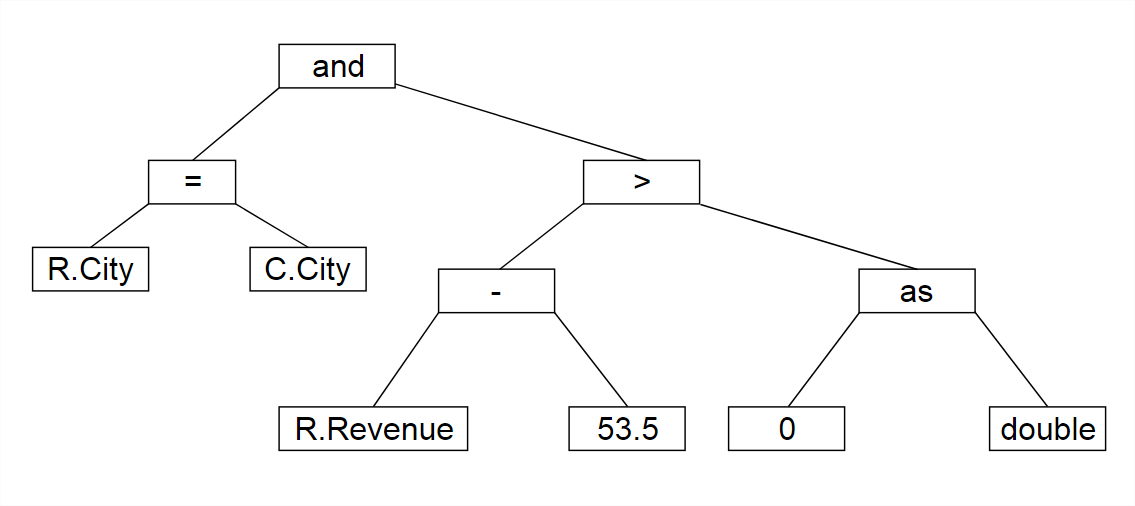 and
=
>
R.City
C.City
-
as
R.Revenue
53.5
0
double